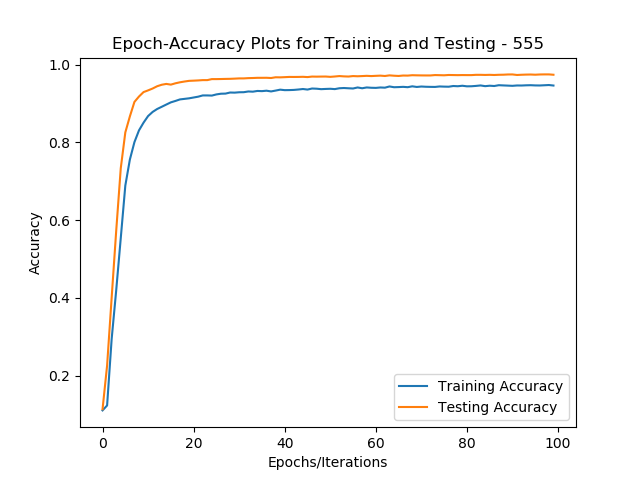 Epoch-Accuracy Plots for Training and Testing - 555
1.0
0.8
0.6
0.4
0.2
Accuracy
0 20 40 60 80 100
Epochs/Iterations
Training Accuracy
Testing Accuracy